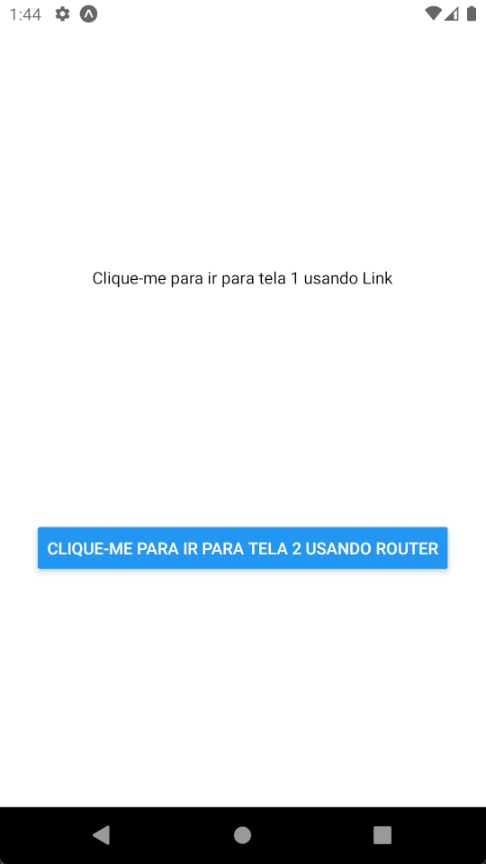 1:44
Clique-me para ir para tela 1 usando Link
CLIQUE-ME PARA IR PARA TELA 2 USANDO ROUTER